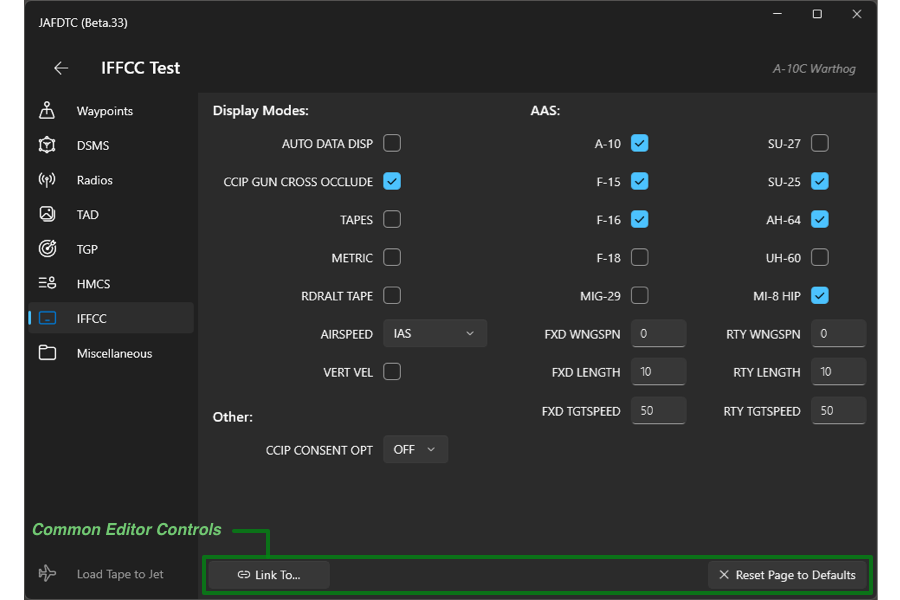 JAFDTC (Beta.33)
IFFCC Test
A-10C Warthog
Waypoints
DSMS
Radios
TAD
TGP
HMCS
IFFCC
Miscellaneous
Load Tape to Jet
Display Modes:
AUTO DATA DISP
CCIP GUN CROSS OCCLUDE
TAPES
METRIC
RDRALT TAPE
AIRSPEED IAS
VERT VEL
Other:
CCIP CONSENT OPT OFF
AAS:
A-10 SU-27
F-15 SU-25
F-16 AH-64
F-18 UH-60
MIG-29 MI-8 HIP
FXD WNGSPN 0 RTY WNGSPN 0
FXD LENGTH 10 RTY LENGTH 10
FXD TGTSPEED 50 RTY TGTSPEED 50
Common Editor Controls
Link To... Reset Page to Defaults